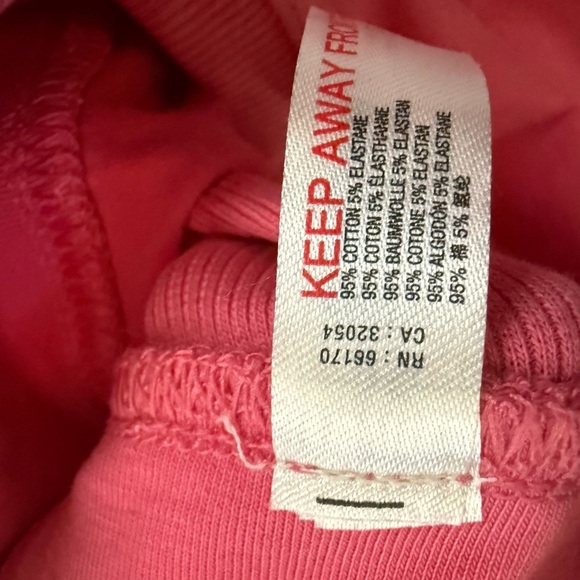 KEEP AWAY FRO
95% COTTON 5% ELASTANE
95% COTON 5% ÉLASTHANNE
95% BAUMWOLLE 5% ELASTAN
95% COTONE 5% ELASTAN
95% ALGODÓN 5% ELASTAN
95% 棉 5% 氨纶
RN : 66170
CA : 32054